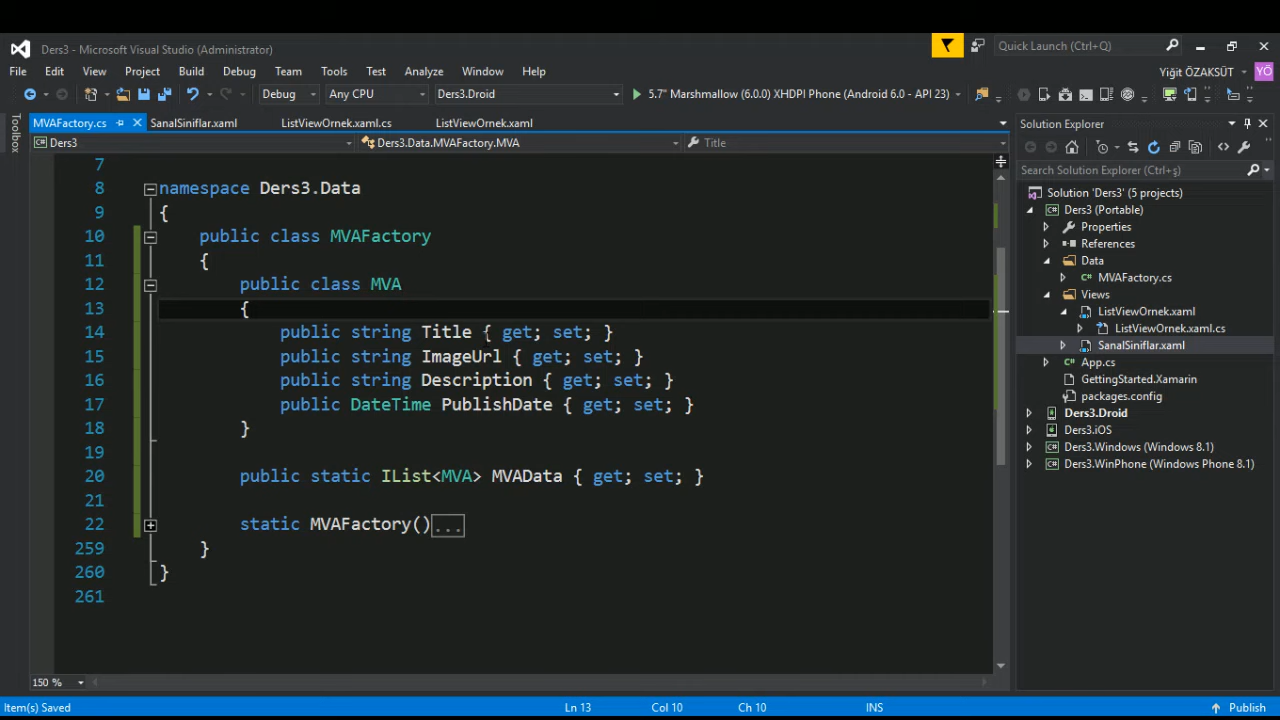 Ders3 - Microsoft Visual Studio (Administrator)
Quick Launch (Ctrl+Q)
File Edit View Project Build Debug Team Tools Test Analyze Window Help
Yiğit ÖZAKSÜT YÖ
Debug Any CPU Ders3.Droid 5.7" Marshmallow (6.0.0) XHDPI Phone (Android 6.0 - API 23)
Toolbox
MVAFactory.cs SanalSiniflar.xaml ListViewOrnek.xaml.cs ListViewOrnek.xaml
Ders3 Ders3.Data.MVAFactory.MVA Title
7
8 namespace Ders3.Data
9 {
10 public class MVAFactory
11 {
12 public class MVA
13 {
14 public string Title { get; set; }
15 public string ImageUrl { get; set; }
16 public string Description { get; set; }
17 public DateTime PublishDate { get; set; }
18 }
19
20 public static IList<MVA> MVAData { get; set; }
21
22 static MVAFactory()...
259 }
260 }
261
150 %
Solution Explorer
Search Solution Explorer (Ctrl+ş)
Solution 'Ders3' (5 projects)
Ders3 (Portable)
Properties
References
Data
MVAFactory.cs
Views
ListViewOrnek.xaml
ListViewOrnek.xaml.cs
SanalSiniflar.xaml
App.cs
GettingStarted.Xamarin
packages.config
Ders3.Droid
Ders3.iOS
Ders3.Windows (Windows 8.1)
Ders3.WinPhone (Windows Phone 8.1)
Item(s) Saved Ln 13 Col 10 Ch 10 INS Publish